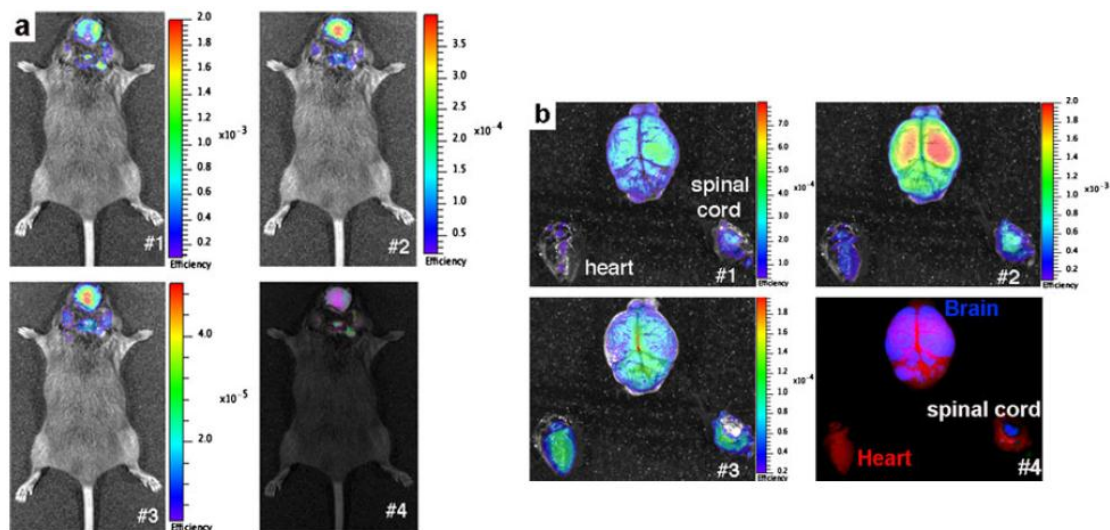 a
2.0
1.8
1.6
1.4
1.2
1.0
0.8
0.6
0.4
0.2
x10⁻³
Efficiency
#1
3.5
3.0
2.5
2.0
1.5
1.0
0.5
x10⁻⁴
Efficiency
#2
4.0
2.0
x10⁻⁵
Efficiency
#3
#4
b
spinal
cord
heart
#1
7.0
6.0
5.0
4.0
3.0
2.0
1.0
x10⁻⁴
Efficiency
#2
2.0
1.8
1.6
1.4
1.2
1.0
0.8
0.6
0.4
0.2
x10⁻³
Efficiency
#3
1.8
1.6
1.4
1.2
1.0
0.8
0.6
0.4
0.2
x10⁻⁴
Efficiency
Brain
spinal cord
Heart
#4